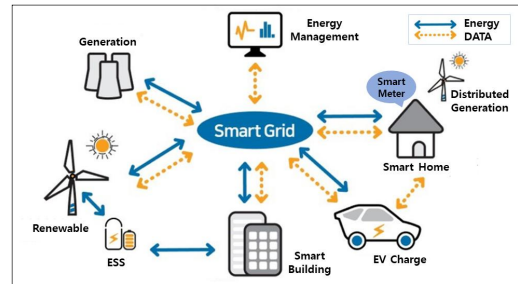 Energy
Management
Energy
DATA
Generation
Smart
Meter
Distributed
Generation
Smart Grid
Smart Home
Renewable
ESS
Smart
Building
EV Charge